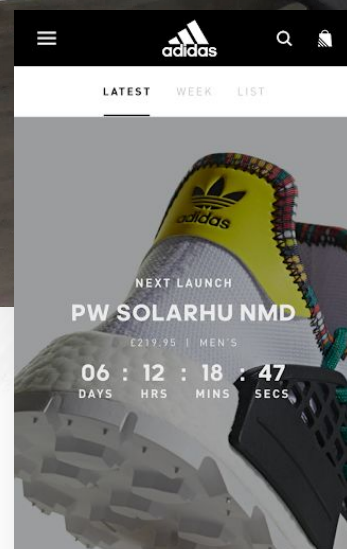 adidas
LATEST WEEK LIST
adidas
NEXT LAUNCH
PW SOLARHU NMD
£219,95 | MEN'S
06 : 12 : 18 : 47
DAYS HRS MINS SECS